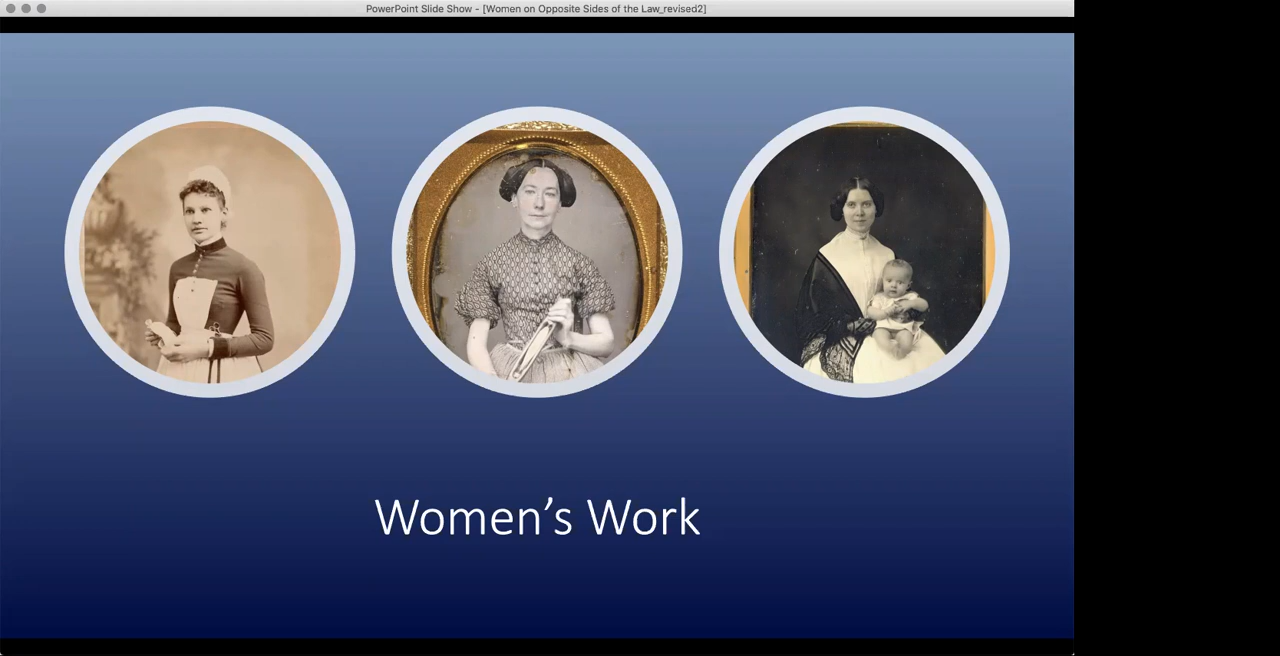 PowerPoint Slide Show - [Women on Opposite Sides of the Law_revised2]
Women’s Work